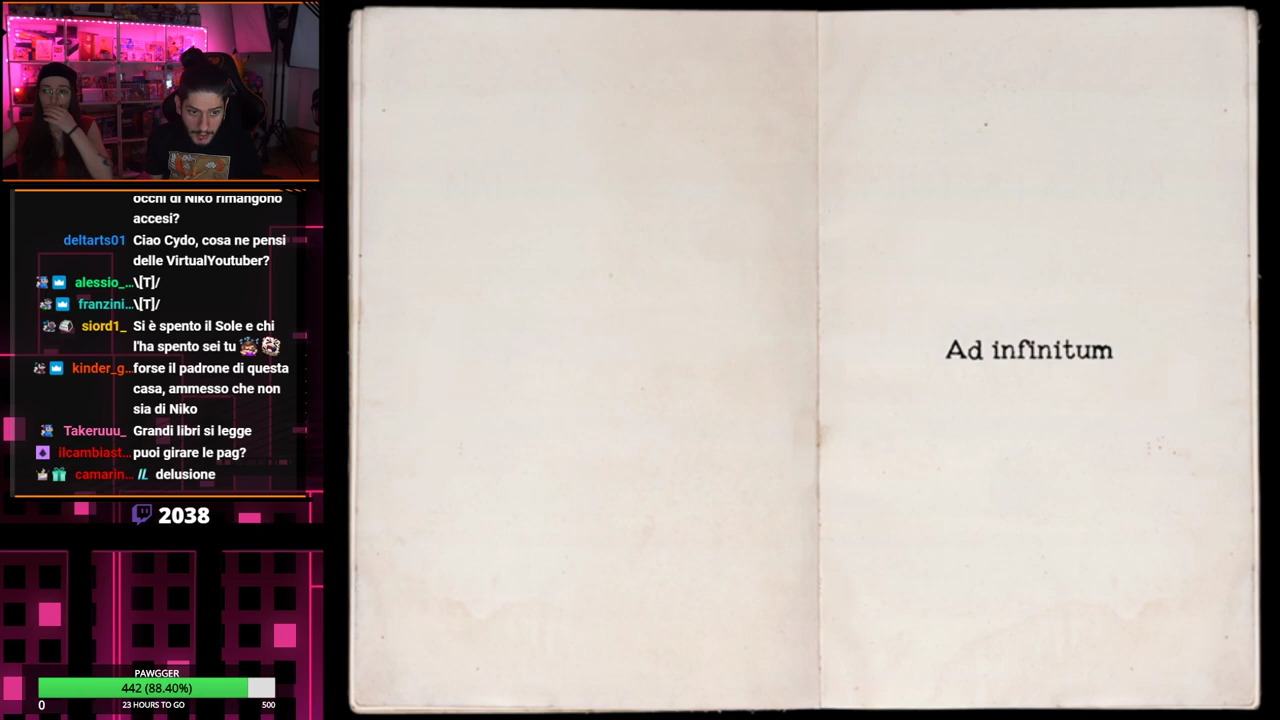 occhi di Niko rimangono
accesi?
deltarts01 Ciao Cydo, cosa ne pensi
delle VirtualYoutuber?
alessio_… \[T]/
franzini… \[T]/
siord1_ Si è spento il Sole e chi
l'ha spento sei tu
kinder_g… forse il padrone di questa
casa, ammesso che non
sia di Niko
Takeruuu_ Grandi libri si legge
ilcambiast… puoi girare le pag?
camarin… delusione
2038
PAWGGER
442 (88.40%)
0 23 HOURS TO GO 500
Ad infinitum